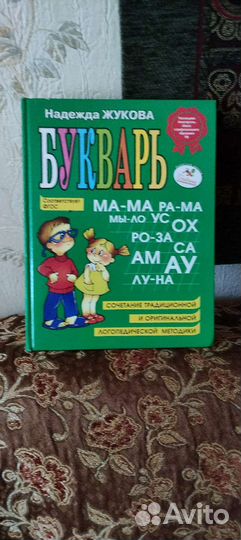 Надежда ЖУКОВА
БУКВАРЬ
Соответствует
ФГОС
МА-МА РА-МА
МЫ-ЛО УС
ОХ
РО-ЗА
СА
АМ АУ
ЛУ-НА
СОЧЕТАНИЕ ТРАДИЦИОННОЙ
И ОРИГИНАЛЬНОЙ
ЛОГОПЕДИЧЕСКОЙ МЕТОДИКИ
Avito